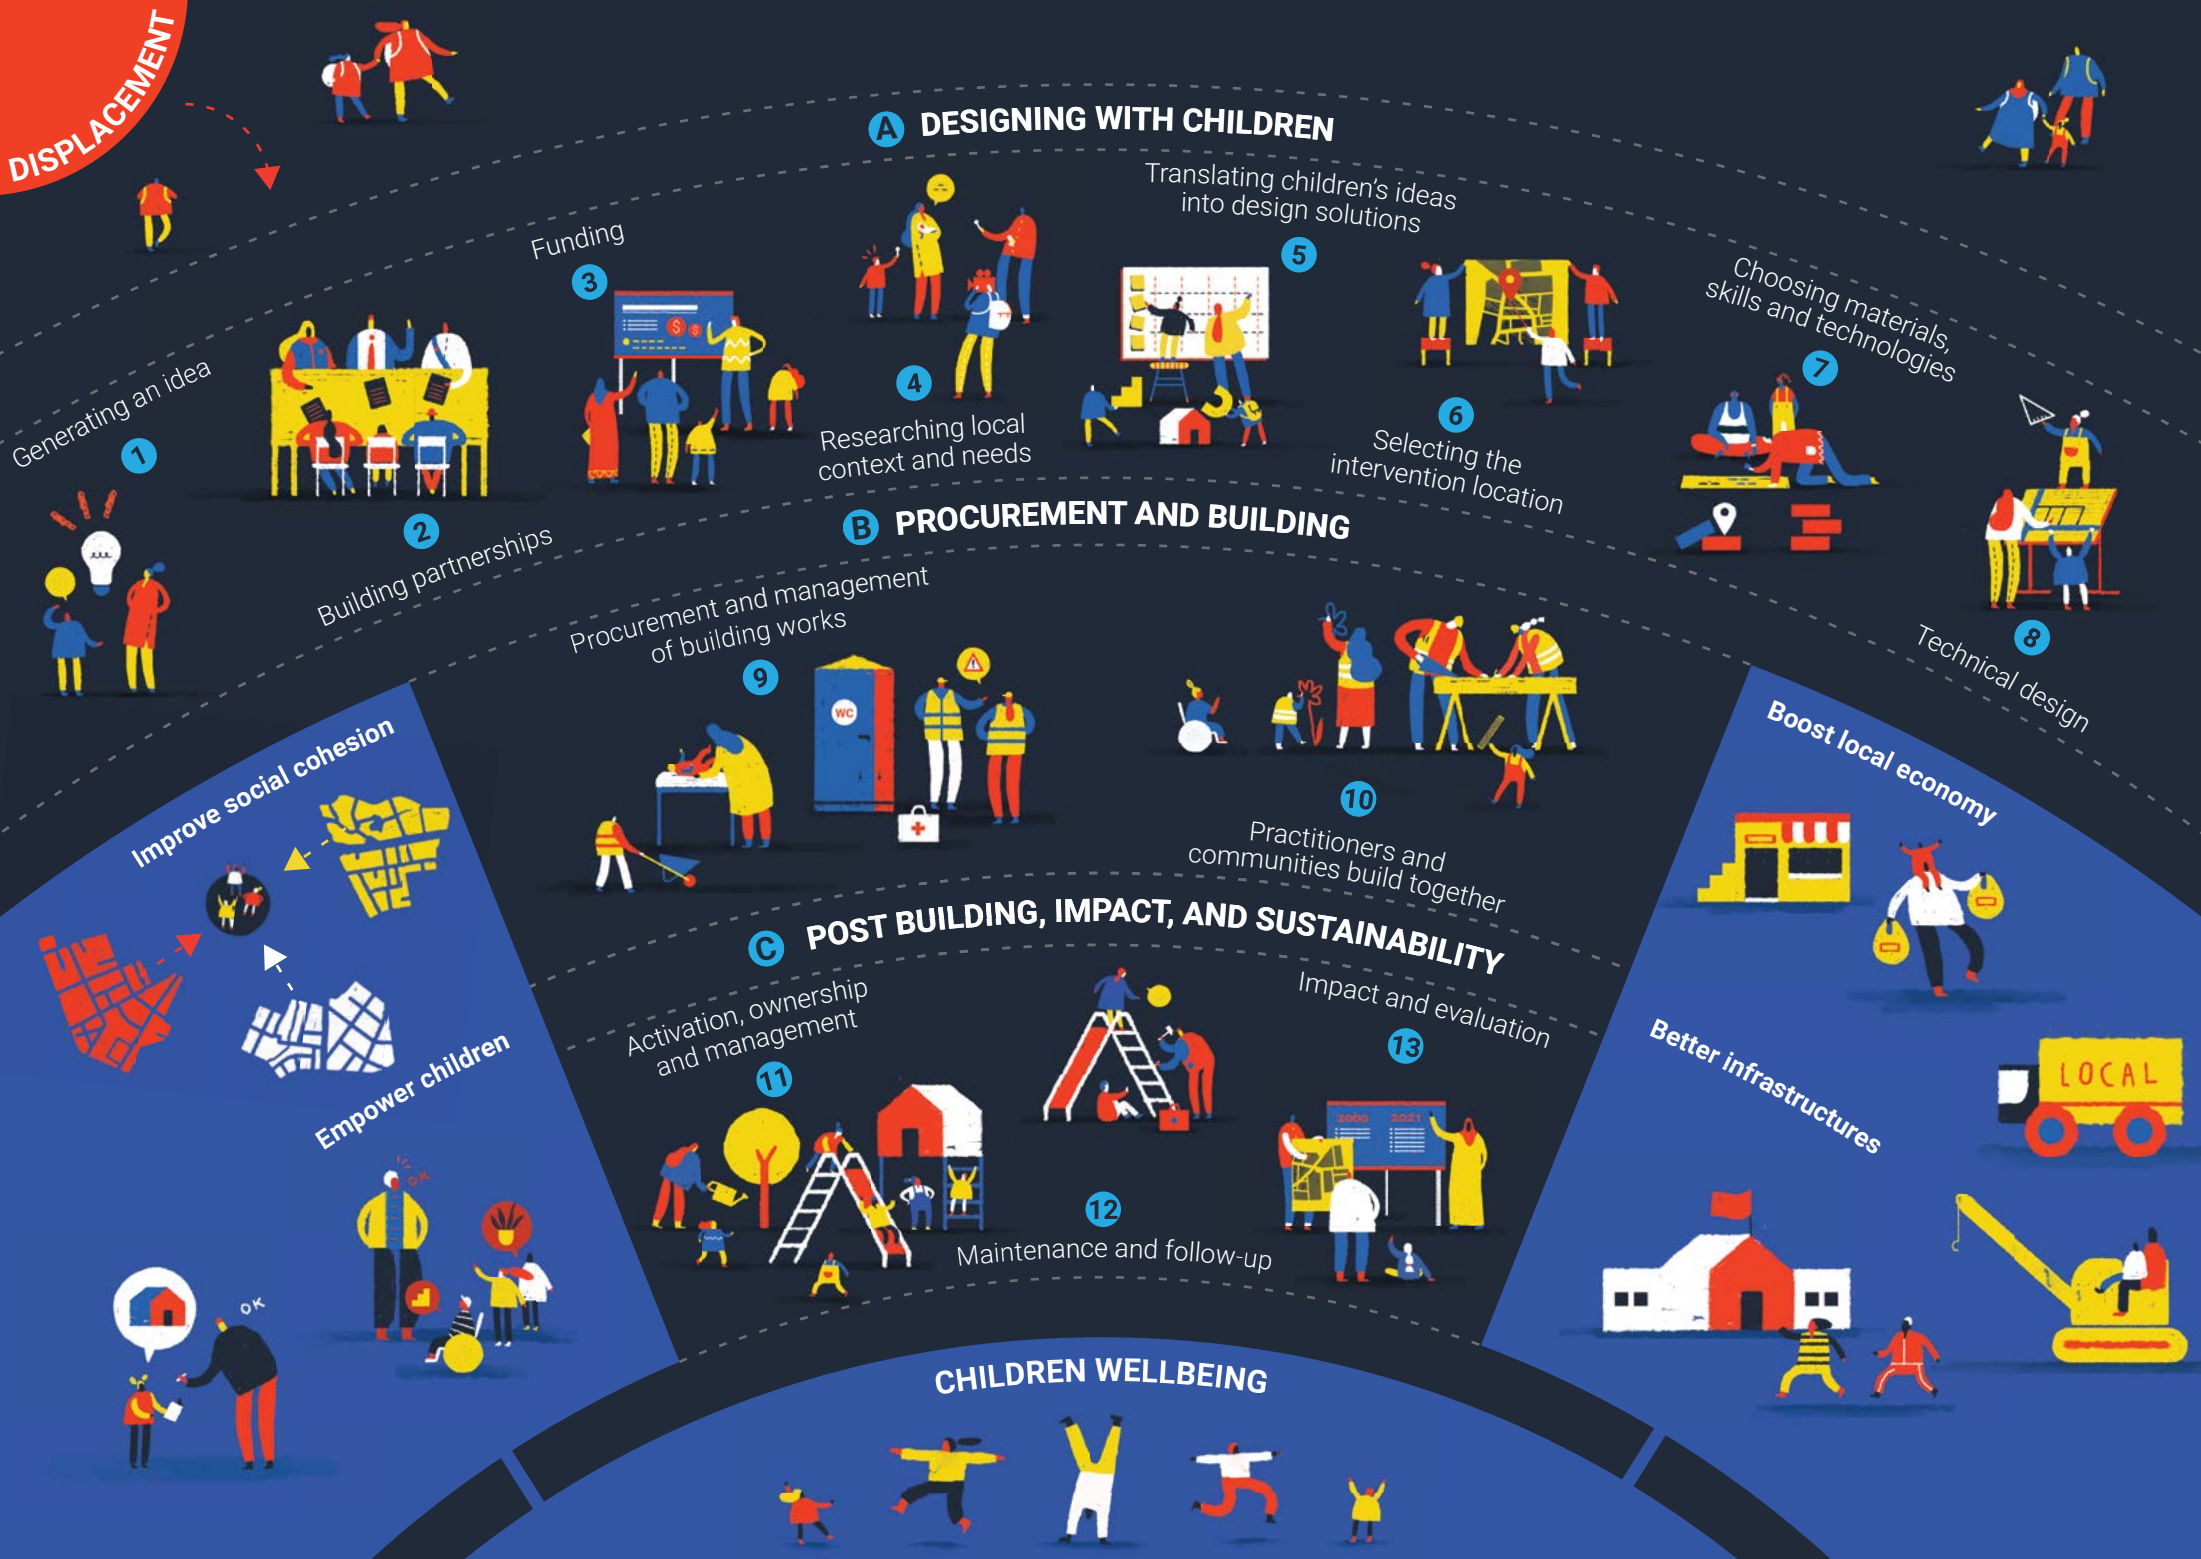 DISPLACEMENT
A DESIGNING WITH CHILDREN
Generating an idea
1
2
Building partnerships
Funding
3
4
Researching local
context and needs
Translating children's ideas
into design solutions
5
6
Selecting the
intervention location
Choosing materials,
skills and technologies
7
8
Technical design
$ $
B PROCUREMENT AND BUILDING
Procurement and management
of building works
9
WC
10
Practitioners and
communities build together
C POST BUILDING, IMPACT, AND SUSTAINABILITY
Activation, ownership
and management
11
12
Maintenance and follow-up
Impact and evaluation
13
2000 2021
Improve social cohesion
Empower children
OK
OK
Boost local economy
Better infrastructures
LOCAL
CHILDREN WELLBEING